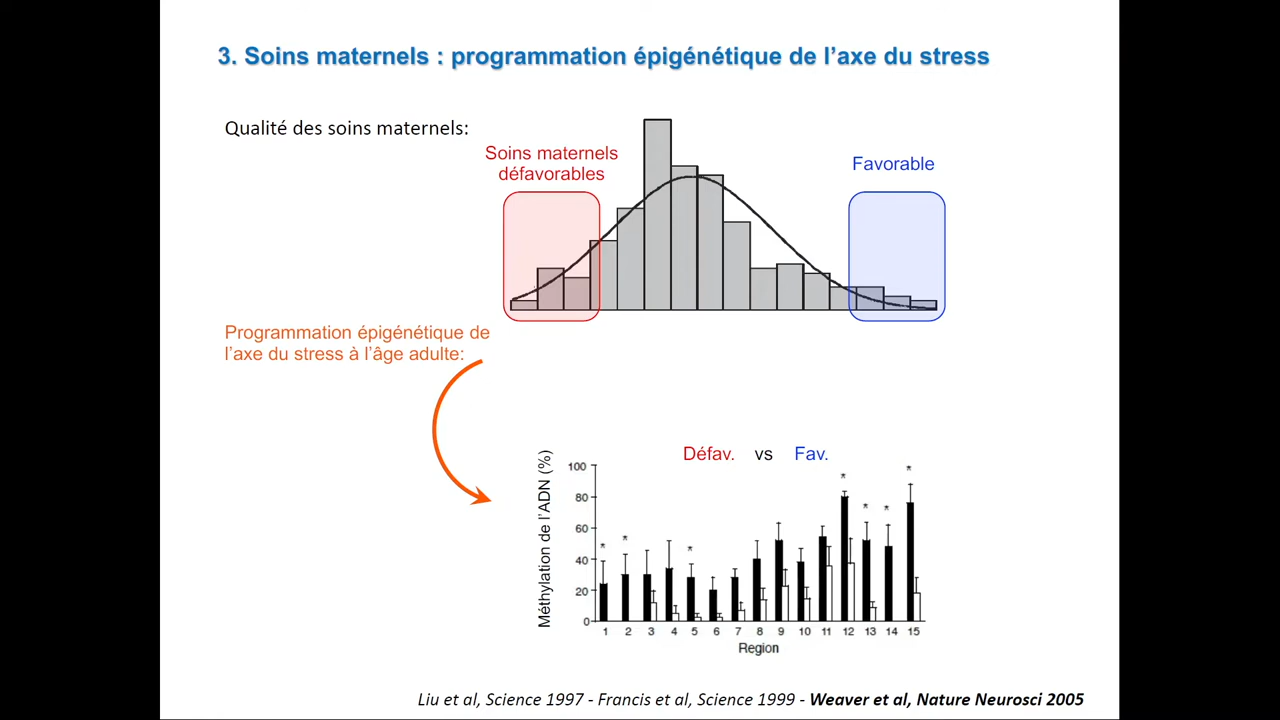 3. Soins maternels : programmation épigénétique de l’axe du stress
Qualité des soins maternels:
Soins maternels
défavorables
Favorable
Programmation épigénétique de
l’axe du stress à l’âge adulte:
Défav. vs Fav.
Méthylation de l’ADN (%)
100
80
60
40
20
0
* * * * * * *
1 2 3 4 5 6 7 8 9 10 11 12 13 14 15
Region
Liu et al, Science 1997 - Francis et al, Science 1999 - Weaver et al, Nature Neurosci 2005